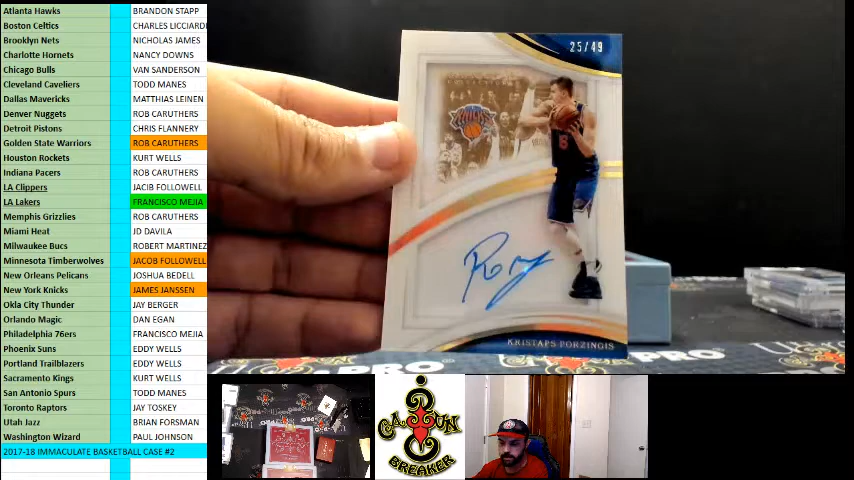 Atlanta Hawks BRANDON STAPP
Boston Celtics CHARLES LICCIARD
Brooklyn Nets NICHOLAS JAMES
Charlotte Hornets NANCY DOWNS
Chicago Bulls VAN SANDERSON
Cleveland Caveliers TODD MANES
Dallas Mavericks MATTHIAS LEINEN
Denver Nuggets ROB CARUTHERS
Detroit Pistons CHRIS FLANNERY
Golden State Warriors ROB CARUTHERS
Houston Rockets KURT WELLS
Indiana Pacers ROB CARUTHERS
LA Clippers JACIB FOLLOWELL
LA Lakers FRANCISCO MEJIA
Memphis Grizzlies ROB CARUTHERS
Miami Heat JD DAVILA
Milwaukee Bucs ROBERT MARTINEZ
Minnesota Timberwolves JACOB FOLLOWELL
New Orleans Pelicans JOSHUA BEDELL
New York Knicks JAMES JANSSEN
Okla City Thunder JAY BERGER
Orlando Magic DAN EGAN
Philadelphia 76ers FRANCISCO MEJIA
Phoenix Suns EDDY WELLS
Portland Trailblazers EDDY WELLS
Sacramento Kings KURT WELLS
San Antonio Spurs TODD MANES
Toronto Raptors JAY TOSKEY
Utah Jazz BRIAN FORSMAN
Washington Wizard PAUL JOHNSON
2017-18 IMMACULATE BASKETBALL CASE #2
25/49
KNICKS
6
Porz
KRISTAPS PORZINGIS
PRO
PRO
CAJUN
BREAKER